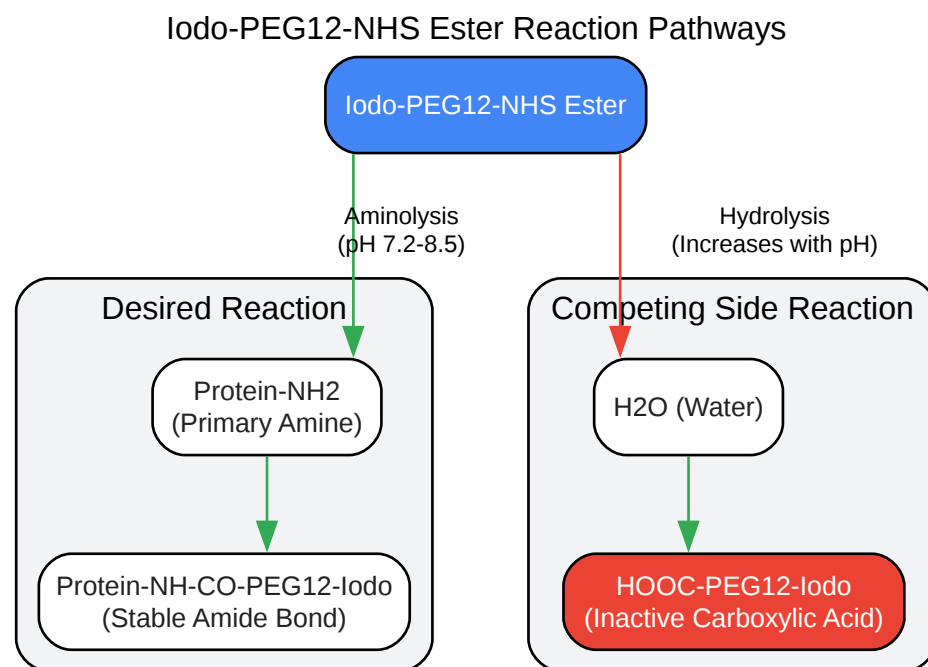 Iodo-PEG12-NHS Ester Reaction Pathways
Iodo-PEG12-NHS Ester
Aminolysis
(pH 7.2-8.5)
Hydrolysis
(Increases with pH)
Desired Reaction
Protein-NH2
(Primary Amine)
Protein-NH-CO-PEG12-Iodo
(Stable Amide Bond)
Competing Side Reaction
H2O (Water)
HOOC-PEG12-Iodo
(Inactive Carboxylic Acid)